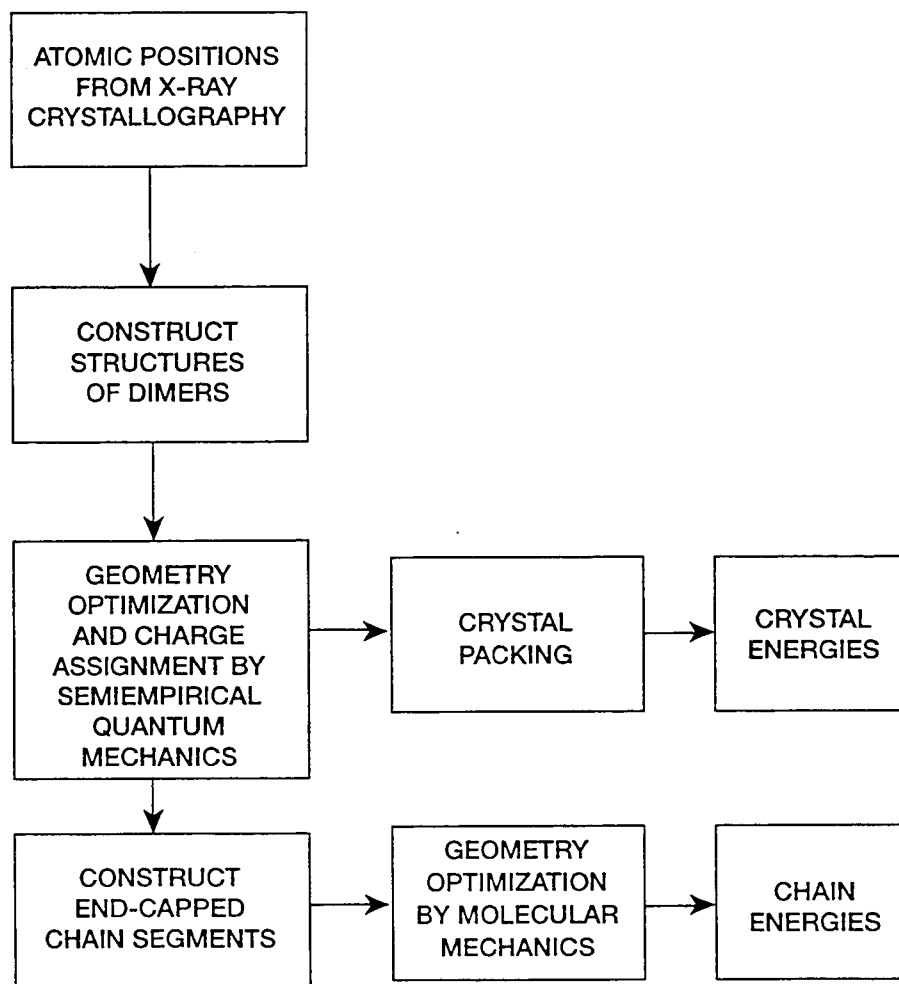 ATOMIC POSITIONS
FROM X-RAY
CRYSTALLOGRAPHY
CONSTRUCT
STRUCTURES
OF DIMERS
GEOMETRY
OPTIMIZATION
AND CHARGE
ASSIGNMENT BY
SEMIEMPIRICAL
QUANTUM
MECHANICS
CRYSTAL
PACKING
CRYSTAL
ENERGIES
CONSTRUCT
END-CAPPED
CHAIN SEGMENTS
GEOMETRY
OPTIMIZATION
BY MOLECULAR
MECHANICS
CHAIN
ENERGIES